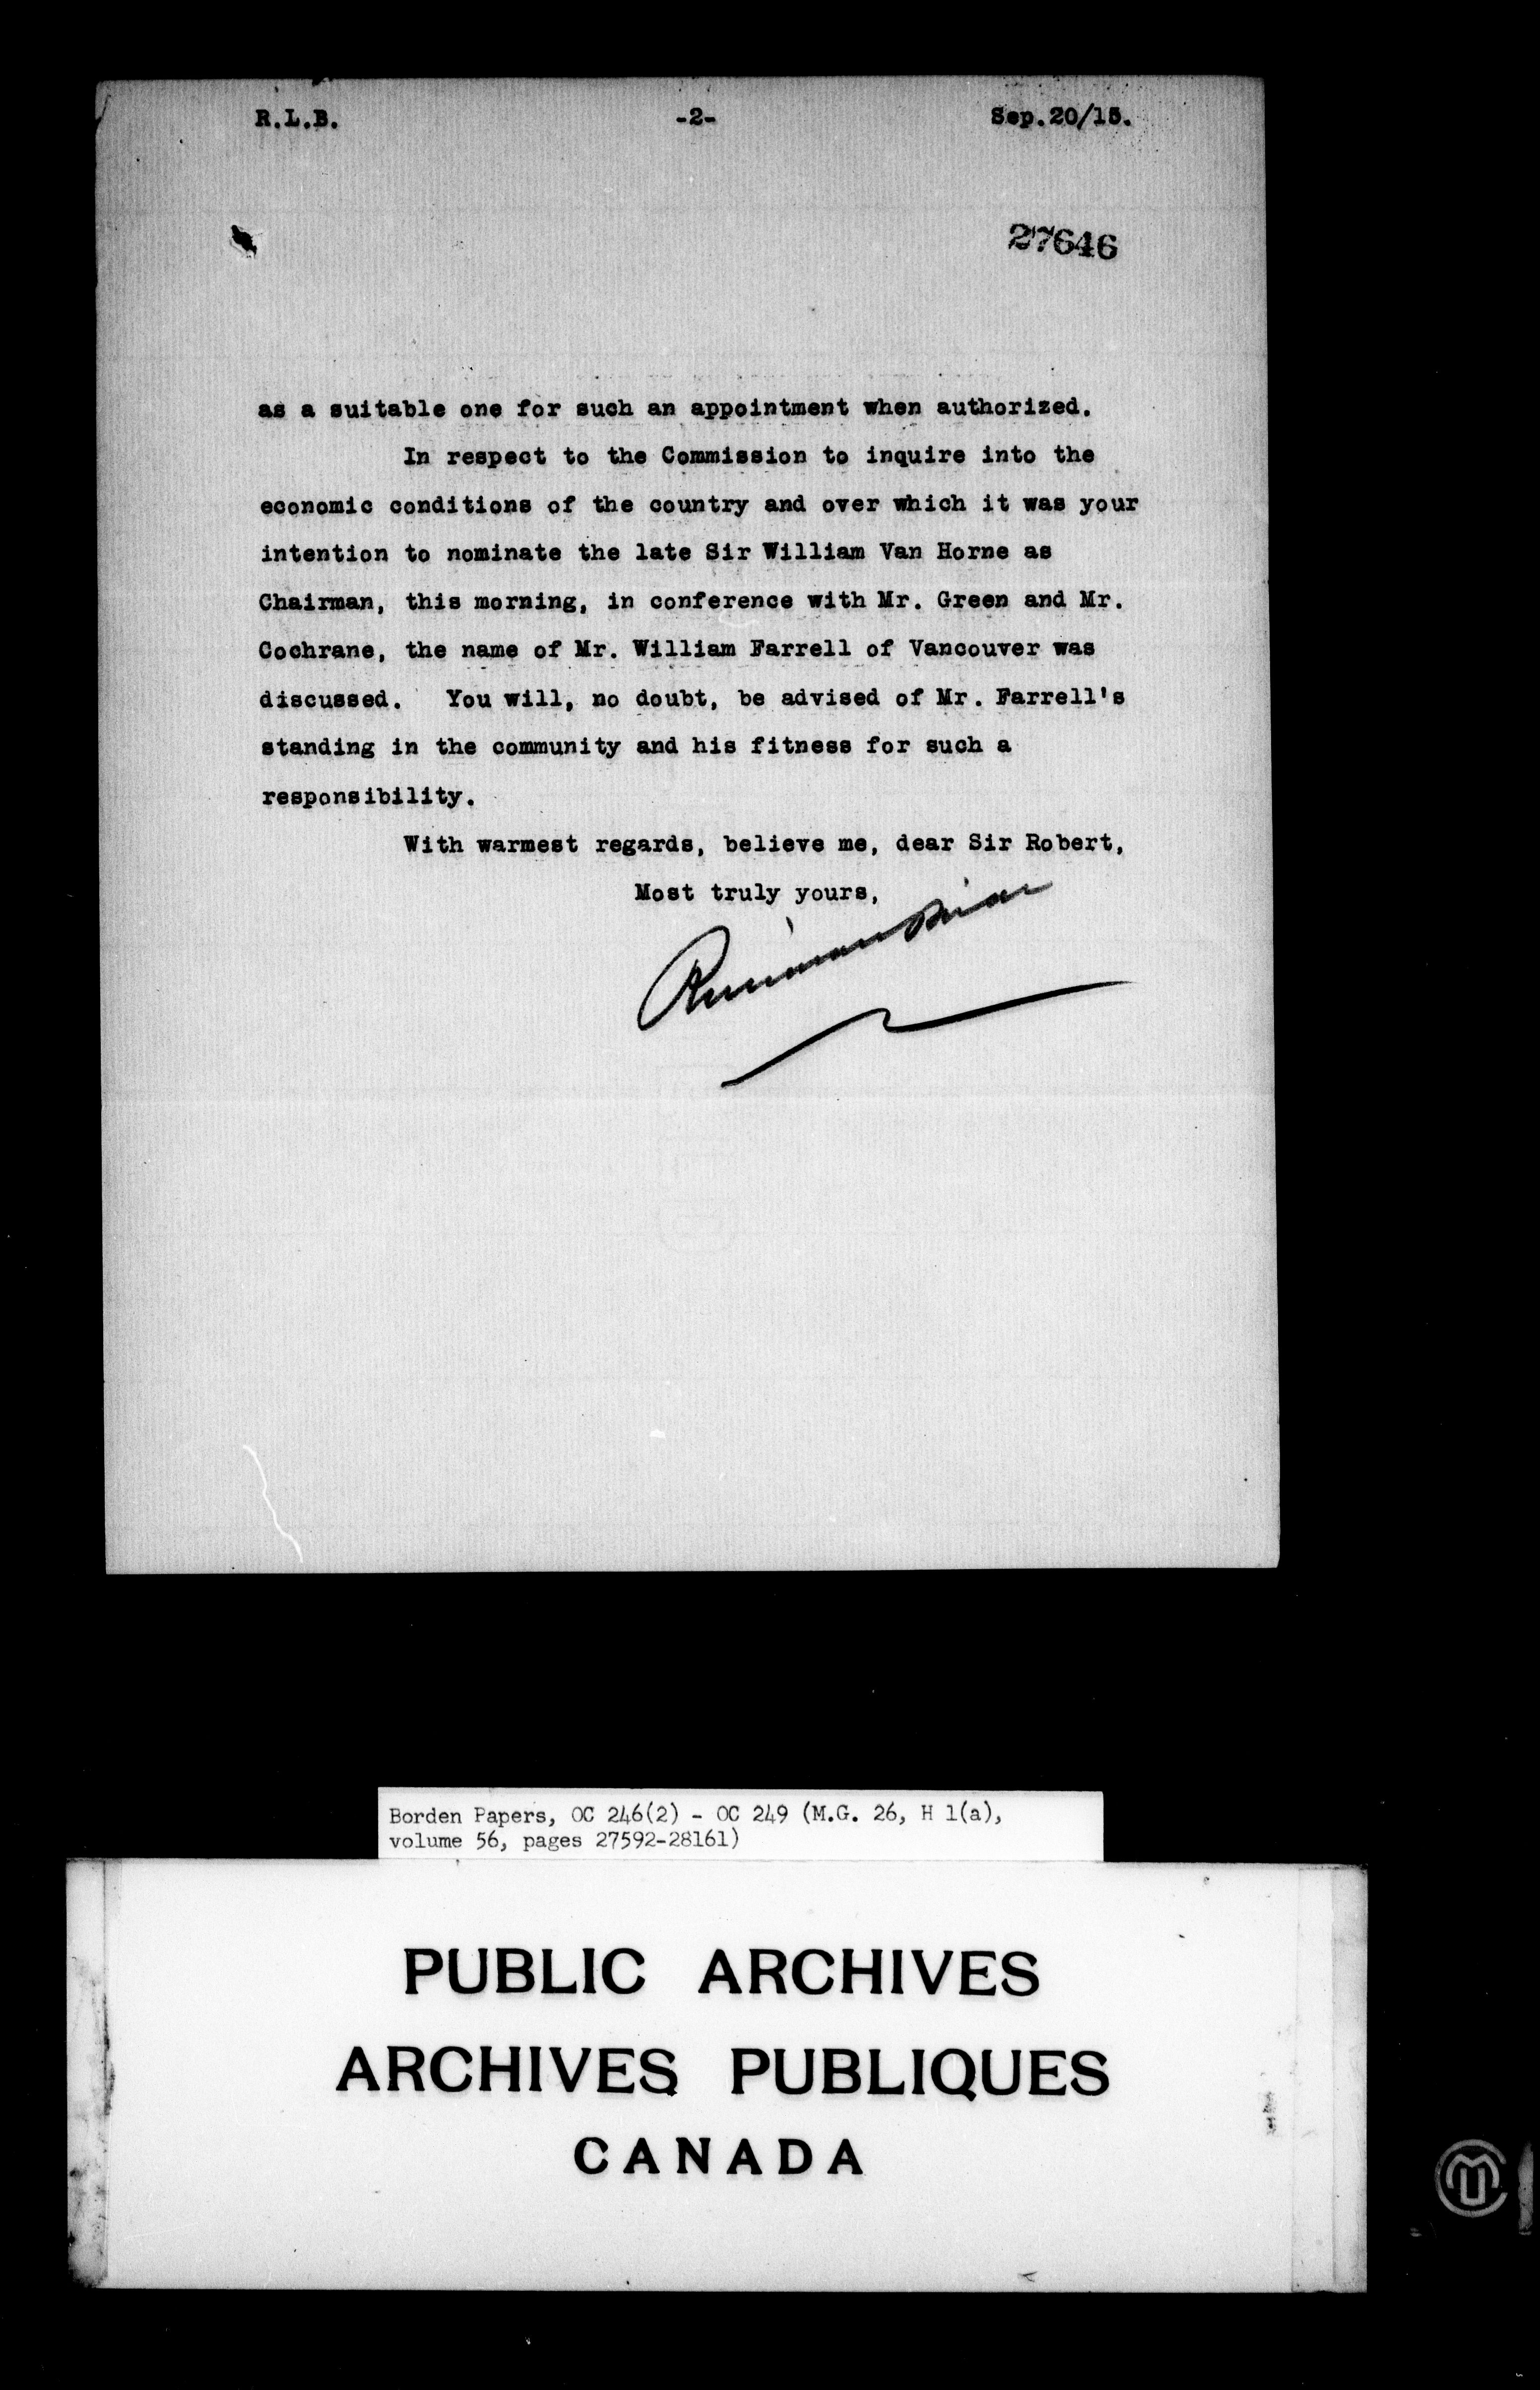 R.L.B. -2- Sep.20/15.
27646
as a suitable one for such an appointment when authorized.
In respect to the Commission to inquire into the
economic conditions of the country and over which it was your
intention to nominate the late Sir William Van Horne as
Chairman, this morning, in conference with Mr. Green and Mr.
Cochrane, the name of Mr. William Farrell of Vancouver was
discussed. You will, no doubt, be advised of Mr. Farrell's
standing in the community and his fitness for such a
responsibility.
With warmest regards, believe me, dear Sir Robert,
Most truly yours,
Borden Papers, OC 246(2) - OC 249 (M.G. 26, H 1(a),
volume 56, pages 27592-28161)
PUBLIC ARCHIVES
ARCHIVES PUBLIQUES
CANADA